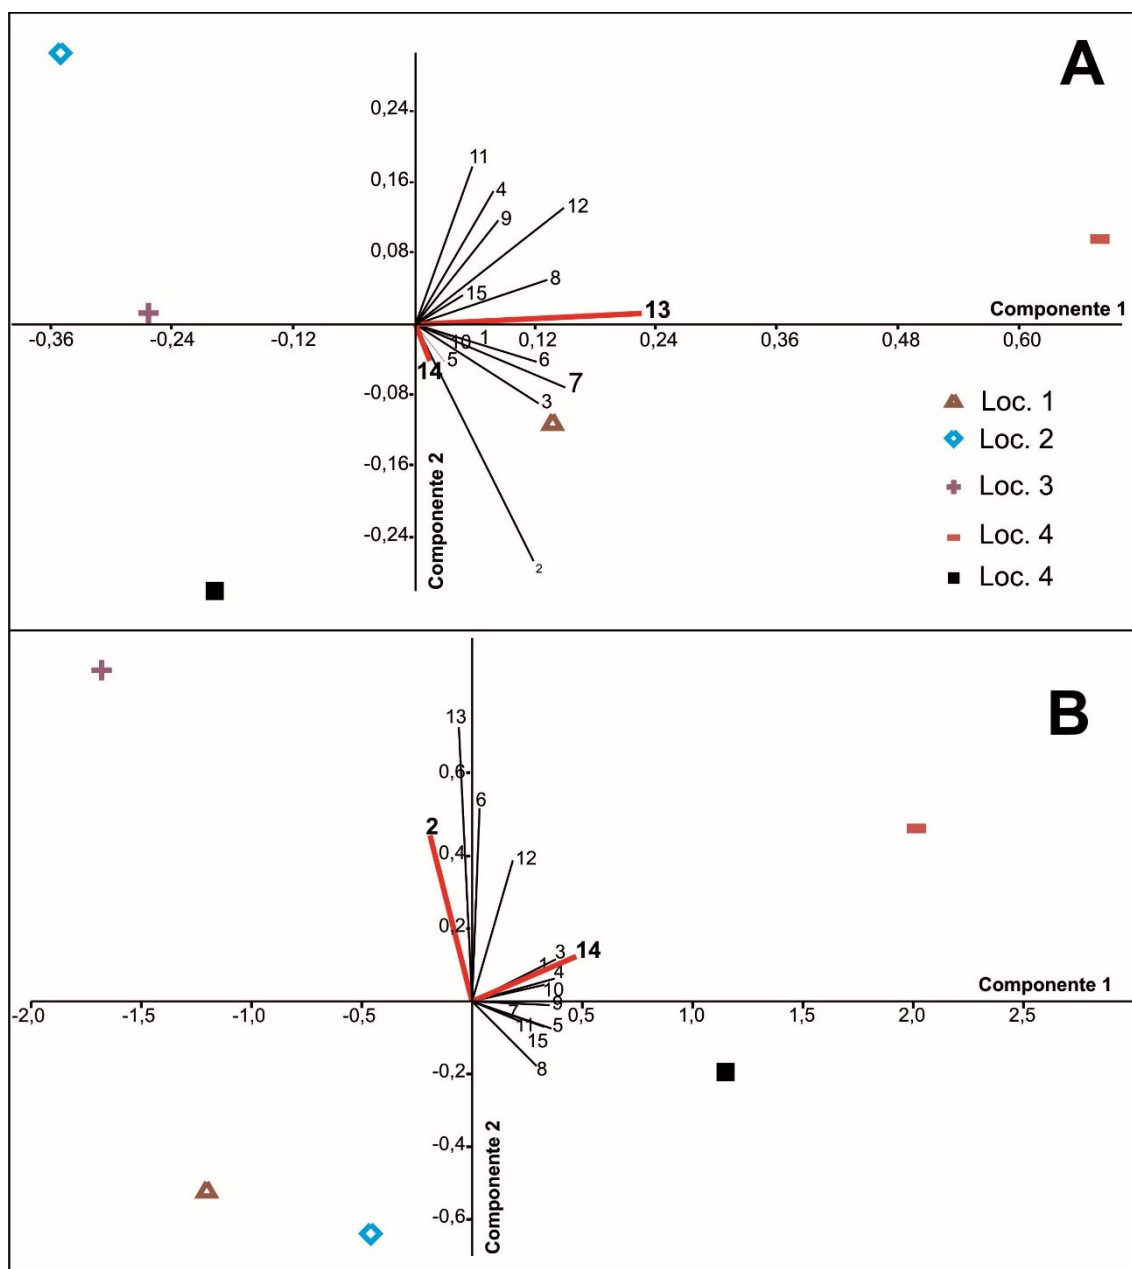 A
0,24
11
0,16
4
12
9
0,08
8
15
13
Componente 1
-0,36 -0,24 -0,12 10 1 0,12 0,24 0,36 0,48 0,60
5 6
14
7
-0,08
3
Loc. 1
Loc. 2
-0,16
Componente 2
Loc. 3
-0,24
Loc. 4
2
Loc. 4
B
13
0,6
6
2
0,4
12
0,2
14
3
1
4
10
Componente 1
9
-2,0 -1,5 -1,0 -0,5 7 0,5 1,0 1,5 2,0 2,5
11 5
15
8
-0,2
-0,4
Componente 2
-0,6